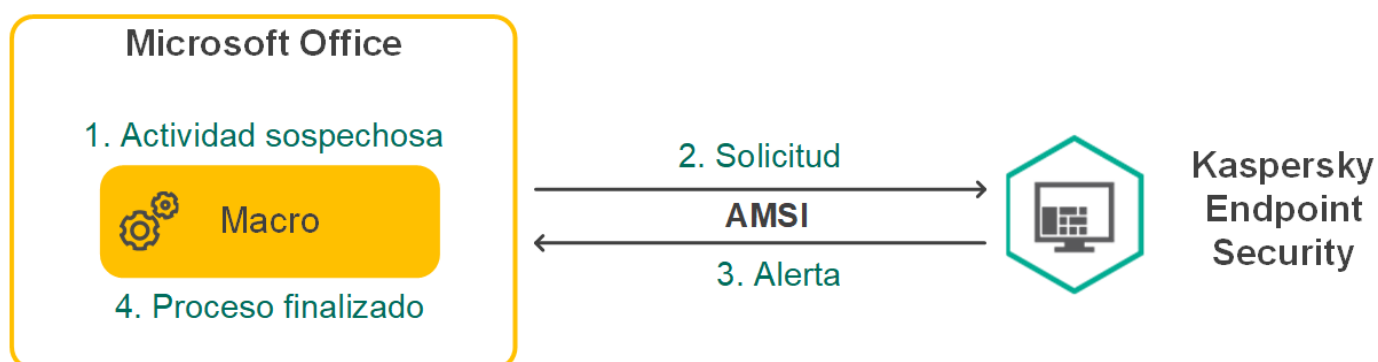 Microsoft Office
1. Actividad sospechosa
Macro
4. Proceso finalizado
2. Solicitud
AMSI
3. Alerta
Kaspersky
Endpoint
Security